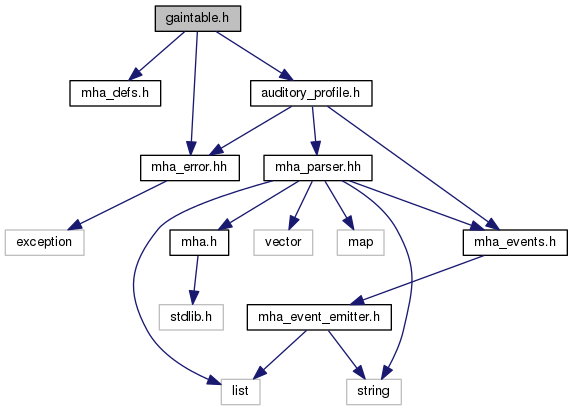 gaintable.h
mha_defs.h
auditory_profile.h
mha_error.hh
mha_parser.hh
exception
mha.h
vector
map
mha_events.h
stdlib.h
mha_event_emitter.h
list
string